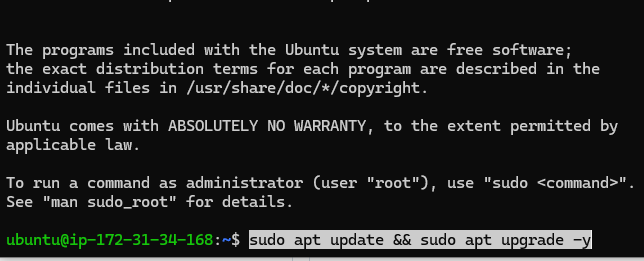 The programs included with the Ubuntu system are free software;
the exact distribution terms for each program are described in the
individual files in /usr/share/doc/*/copyright.
Ubuntu comes with ABSOLUTELY NO WARRANTY, to the extent permitted by
applicable law.
To run a command as administrator (user "root"), use "sudo <command>".
See "man sudo_root" for details.
ubuntu@ip-172-31-34-168:~$ sudo apt update && sudo apt upgrade -y